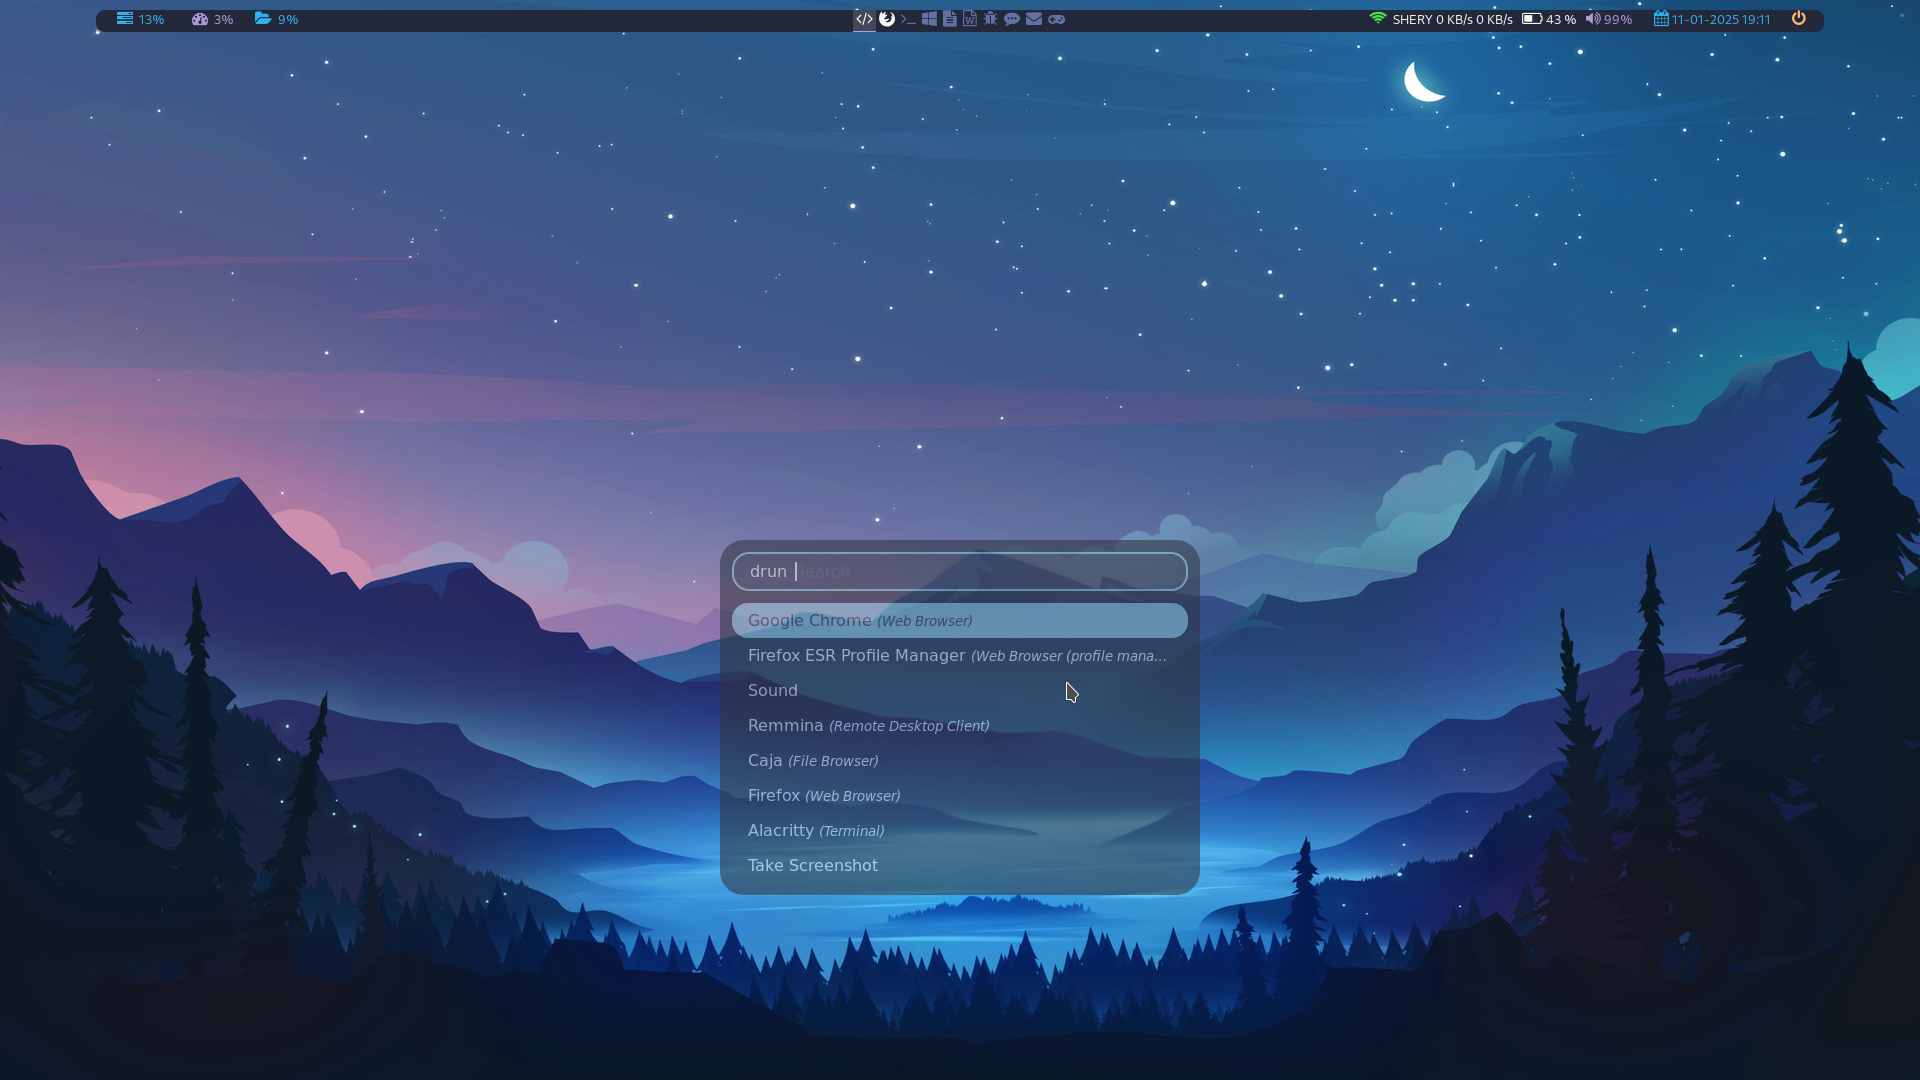 13% 3% 9% SHERY 0 KB/s 0 KB/s 43 % 99% 11-01-2025 19:11
drun Search
Google Chrome (Web Browser)
Firefox ESR Profile Manager (Web Browser (profile mana...
Sound
Remmina (Remote Desktop Client)
Caja (File Browser)
Firefox (Web Browser)
Alacritty (Terminal)
Take Screenshot